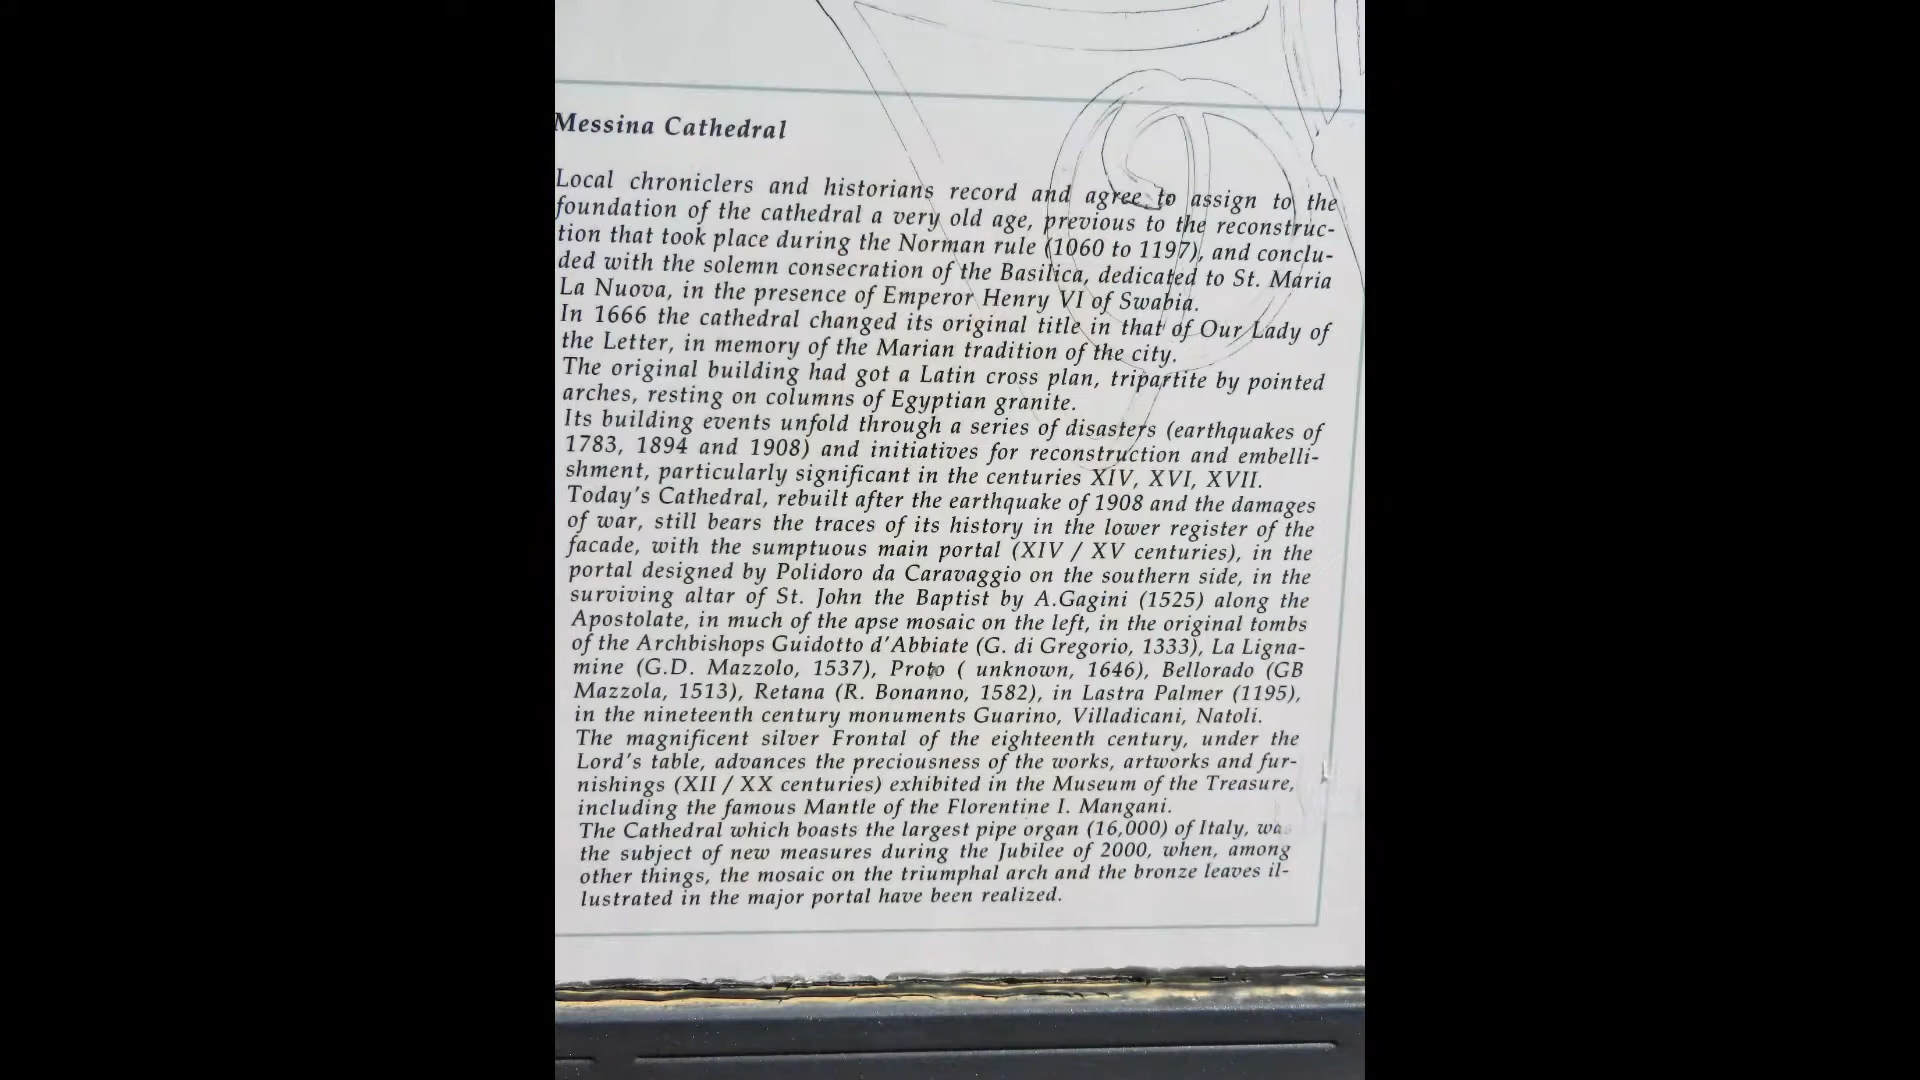 Messina Cathedral
Local chroniclers and historians record and agree to assign to the
foundation of the cathedral a very old age, previous to the reconstruc-
tion that took place during the Norman rule (1060 to 1197), and conclu-
ded with the solemn consecration of the Basilica, dedicated to St. Maria
La Nuova, in the presence of Emperor Henry VI of Swabia.
In 1666 the cathedral changed its original title in that of Our Lady of
the Letter, in memory of the Marian tradition of the city.
The original building had got a Latin cross plan, tripartite by pointed
arches, resting on columns of Egyptian granite.
Its building events unfold through a series of disasters (earthquakes of
1783, 1894 and 1908) and initiatives for reconstruction and embelli-
shment, particularly significant in the centuries XIV, XVI, XVII.
Today's Cathedral, rebuilt after the earthquake of 1908 and the damages
of war, still bears the traces of its history in the lower register of the
facade, with the sumptuous main portal (XIV / XV centuries), in the
portal designed by Polidoro da Caravaggio on the southern side, in the
surviving altar of St. John the Baptist by A.Gagini (1525) along the
Apostolate, in much of the apse mosaic on the left, in the original tombs
of the Archbishops Guidotto d'Abbiate (G. di Gregorio, 1333), La Ligna-
mine (G.D. Mazzolo, 1537), Proto ( unknown, 1646), Bellorado (GB
Mazzola, 1513), Retana (R. Bonanno, 1582), in Lastra Palmer (1195),
in the nineteenth century monuments Guarino, Villadicani, Natoli.
The magnificent silver Frontal of the eighteenth century, under the
Lord's table, advances the preciousness of the works, artworks and fur-
nishings (XII / XX centuries) exhibited in the Museum of the Treasure,
including the famous Mantle of the Florentine I. Mangani.
The Cathedral which boasts the largest pipe organ (16,000) of Italy, was
the subject of new measures during the Jubilee of 2000, when, among
other things, the mosaic on the triumphal arch and the bronze leaves il-
lustrated in the major portal have been realized.